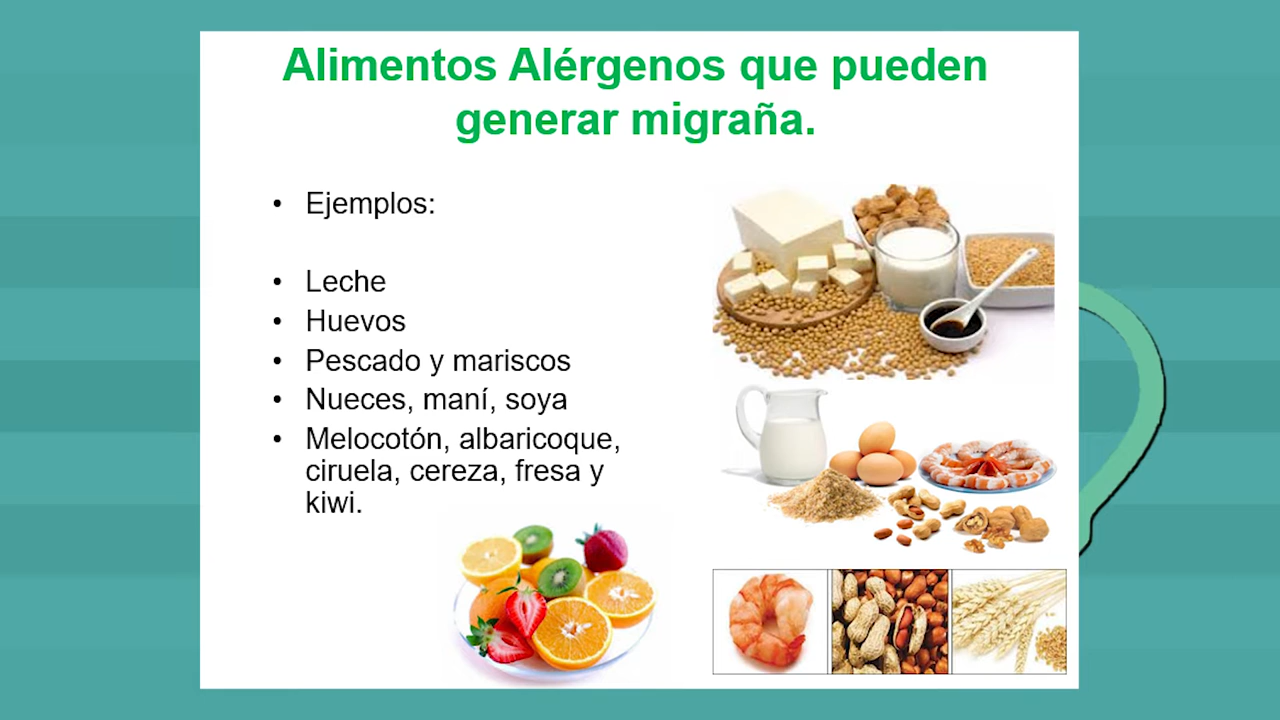 Alimentos Alérgenos que pueden
generar migraña.
• Ejemplos:
• Leche
• Huevos
• Pescado y mariscos
• Nueces, maní, soya
• Melocotón, albaricoque,
ciruela, cereza, fresa y
kiwi.